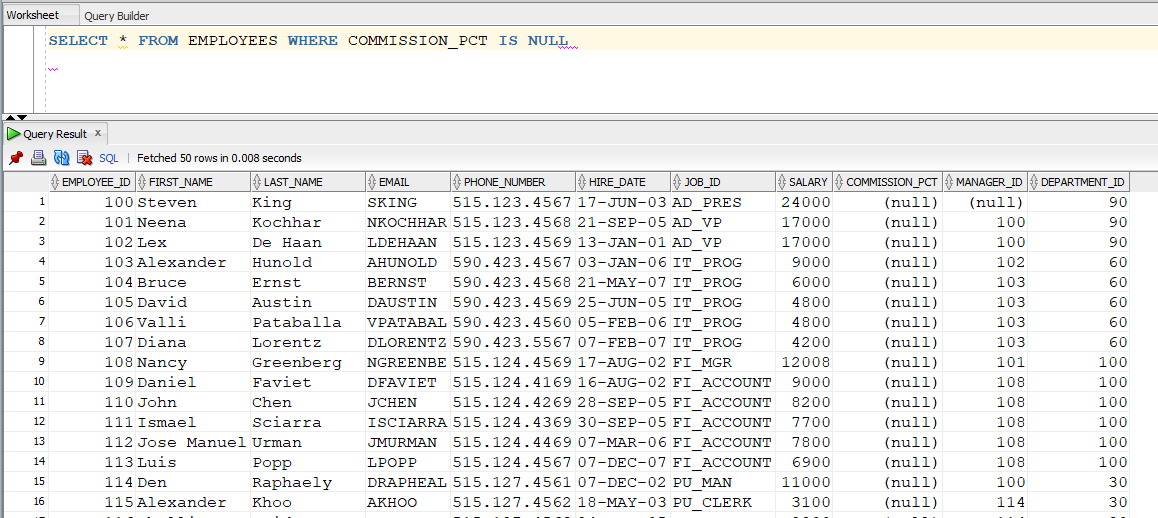 Worksheet Query Builder
SELECT * FROM EMPLOYEES WHERE COMMISSION_PCT IS NULL
Query Result x
SQL | Fetched 50 rows in 0.008 seconds
EMPLOYEE_ID FIRST_NAME LAST_NAME EMAIL PHONE_NUMBER HIRE_DATE JOB_ID SALARY COMMISSION_PCT MANAGER_ID DEPARTMENT_ID
1 100 Steven King SKING 515.123.4567 17-JUN-03 AD_PRES 24000 (null) (null) 90
2 101 Neena Kochhar NKOCHHAR 515.123.4568 21-SEP-05 AD_VP 17000 (null) 100 90
3 102 Lex De Haan LDEHAAN 515.123.4569 13-JAN-01 AD_VP 17000 (null) 100 90
4 103 Alexander Hunold AHUNOLD 590.423.4567 03-JAN-06 IT_PROG 9000 (null) 102 60
5 104 Bruce Ernst BERNST 590.423.4568 21-MAY-07 IT_PROG 6000 (null) 103 60
6 105 David Austin DAUSTIN 590.423.4569 25-JUN-05 IT_PROG 4800 (null) 103 60
7 106 Valli Pataballa VPATABAL 590.423.4560 05-FEB-06 IT_PROG 4800 (null) 103 60
8 107 Diana Lorentz DLORENTZ 590.423.5567 07-FEB-07 IT_PROG 4200 (null) 103 60
9 108 Nancy Greenberg NGREENBE 515.124.4569 17-AUG-02 FI_MGR 12008 (null) 101 100
10 109 Daniel Faviet DFAVIET 515.124.4169 16-AUG-02 FI_ACCOUNT 9000 (null) 108 100
11 110 John Chen JCHEN 515.124.4269 28-SEP-05 FI_ACCOUNT 8200 (null) 108 100
12 111 Ismael Sciarra ISCIARRA 515.124.4369 30-SEP-05 FI_ACCOUNT 7700 (null) 108 100
13 112 Jose Manuel Urman JMURMAN 515.124.4469 07-MAR-06 FI_ACCOUNT 7800 (null) 108 100
14 113 Luis Popp LPOPP 515.124.4567 07-DEC-07 FI_ACCOUNT 6900 (null) 108 100
15 114 Den Raphaely DRAPHEAL 515.127.4561 07-DEC-02 PU_MAN 11000 (null) 100 30
16 115 Alexander Khoo AKHOO 515.127.4562 18-MAY-03 PU_CLERK 3100 (null) 114 30